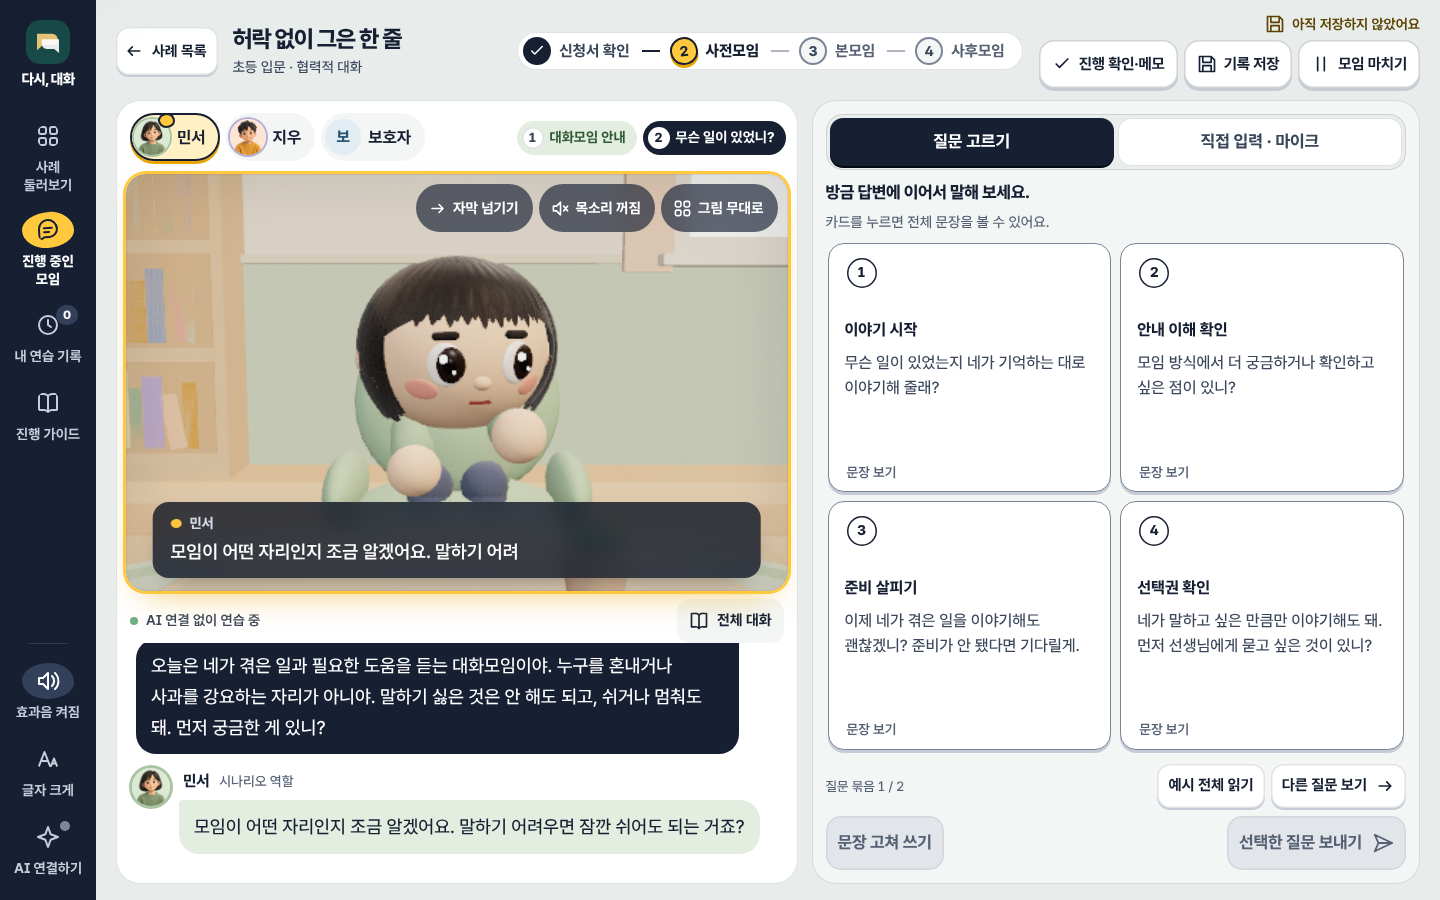 다시, 대화
사례
둘러보기
진행 중인
모임
0
내 연습 기록
진행 가이드
효과음 켜짐
글자 크게
AI 연결하기
사례 목록
허락 없이 그은 한 줄
초등 입문 · 협력적 대화
신청서 확인
2 사전모임
3 본모임
4 사후모임
아직 저장하지 않았어요
진행 확인·메모
기록 저장
모임 마치기
민서
지우
보 보호자
1 대화모임 안내
2 무슨 일이 있었니?
자막 넘기기
목소리 꺼짐
그림 무대로
민서
모임이 어떤 자리인지 조금 알겠어요. 말하기 어려
AI 연결 없이 연습 중
전체 대화
오늘은 네가 겪은 일과 필요한 도움을 듣는 대화모임이야. 누구를 혼내거나
사과를 강요하는 자리가 아니야. 말하기 싫은 것은 안 해도 되고, 쉬거나 멈춰도
돼. 먼저 궁금한 게 있니?
민서 시나리오 역할
모임이 어떤 자리인지 조금 알겠어요. 말하기 어려우면 잠깐 쉬어도 되는 거죠?
질문 고르기
직접 입력 · 마이크
방금 답변에 이어서 말해 보세요.
카드를 누르면 전체 문장을 볼 수 있어요.
1
이야기 시작
무슨 일이 있었는지 네가 기억하는 대로
이야기해 줄래?
문장 보기
2
안내 이해 확인
모임 방식에서 더 궁금하거나 확인하고
싶은 점이 있니?
문장 보기
3
준비 살피기
이제 네가 겪은 일을 이야기해도
괜찮겠니? 준비가 안 됐다면 기다릴게.
문장 보기
4
선택권 확인
네가 말하고 싶은 만큼만 이야기해도 돼.
먼저 선생님에게 묻고 싶은 것이 있니?
문장 보기
질문 묶음 1 / 2
예시 전체 읽기
다른 질문 보기
문장 고쳐 쓰기
선택한 질문 보내기